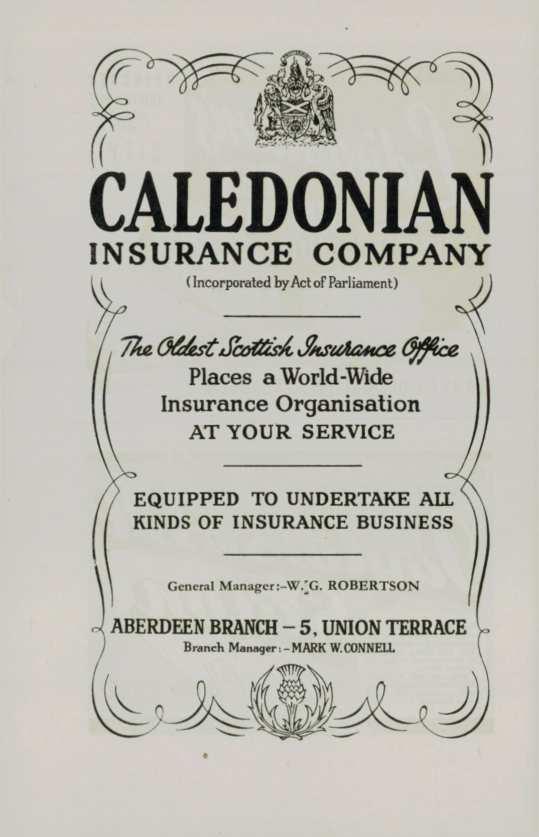 CALEDONIAN
INSURANCE COMPANY
(Incorporated by Act of Parliament)
The Oldest Scottish Insurance Office
Places a World-Wide
Insurance Organisation
AT YOUR SERVICE
EQUIPPED TO UNDERTAKE ALL
KINDS OF INSURANCE BUSINESS
General Manager:–W. G. ROBERTSON
ABERDEEN BRANCH — 5, UNION TERRACE
Branch Manager:– MARK W. CONNELL